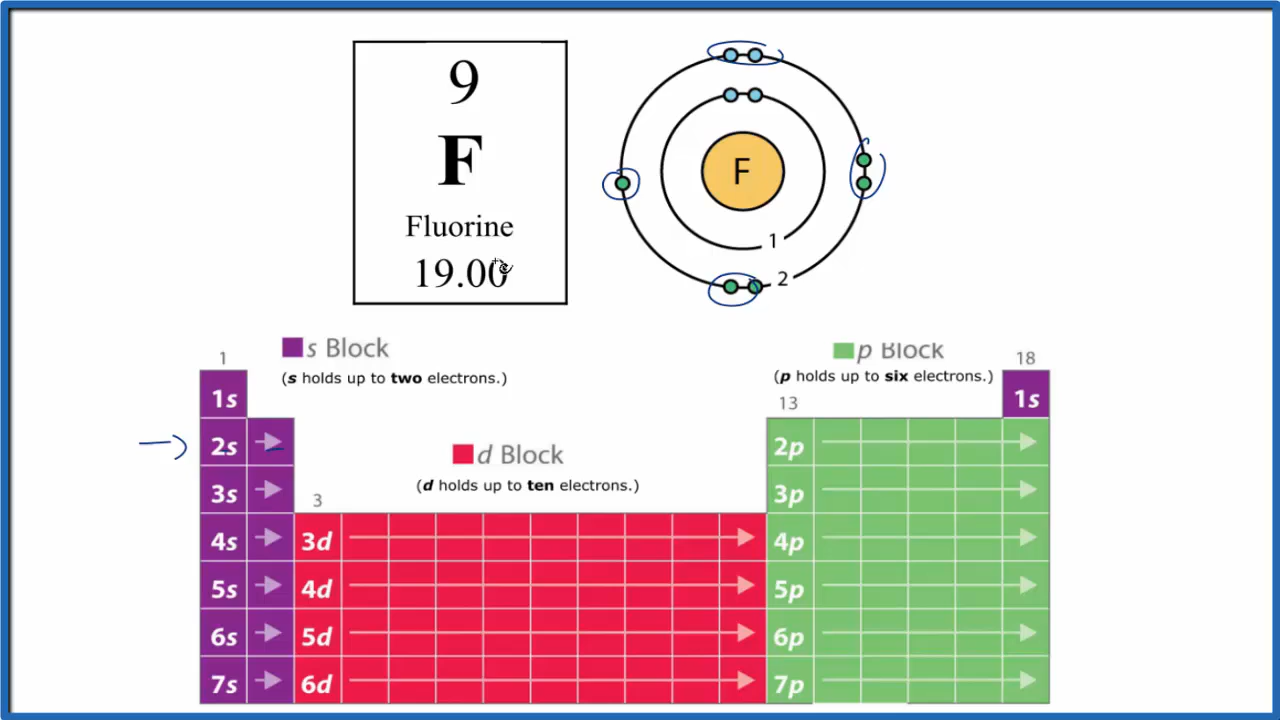 9
F
Fluorine
19.00
F
1
2
1
s Block
(s holds up to two electrons.)
p Block
(p holds up to six electrons.)
18
13
1s
1s
2s
2p
d Block
(d holds up to ten electrons.)
3s
3
3p
4s
3d
4p
5s
4d
5p
6s
5d
6p
7s
6d
7p